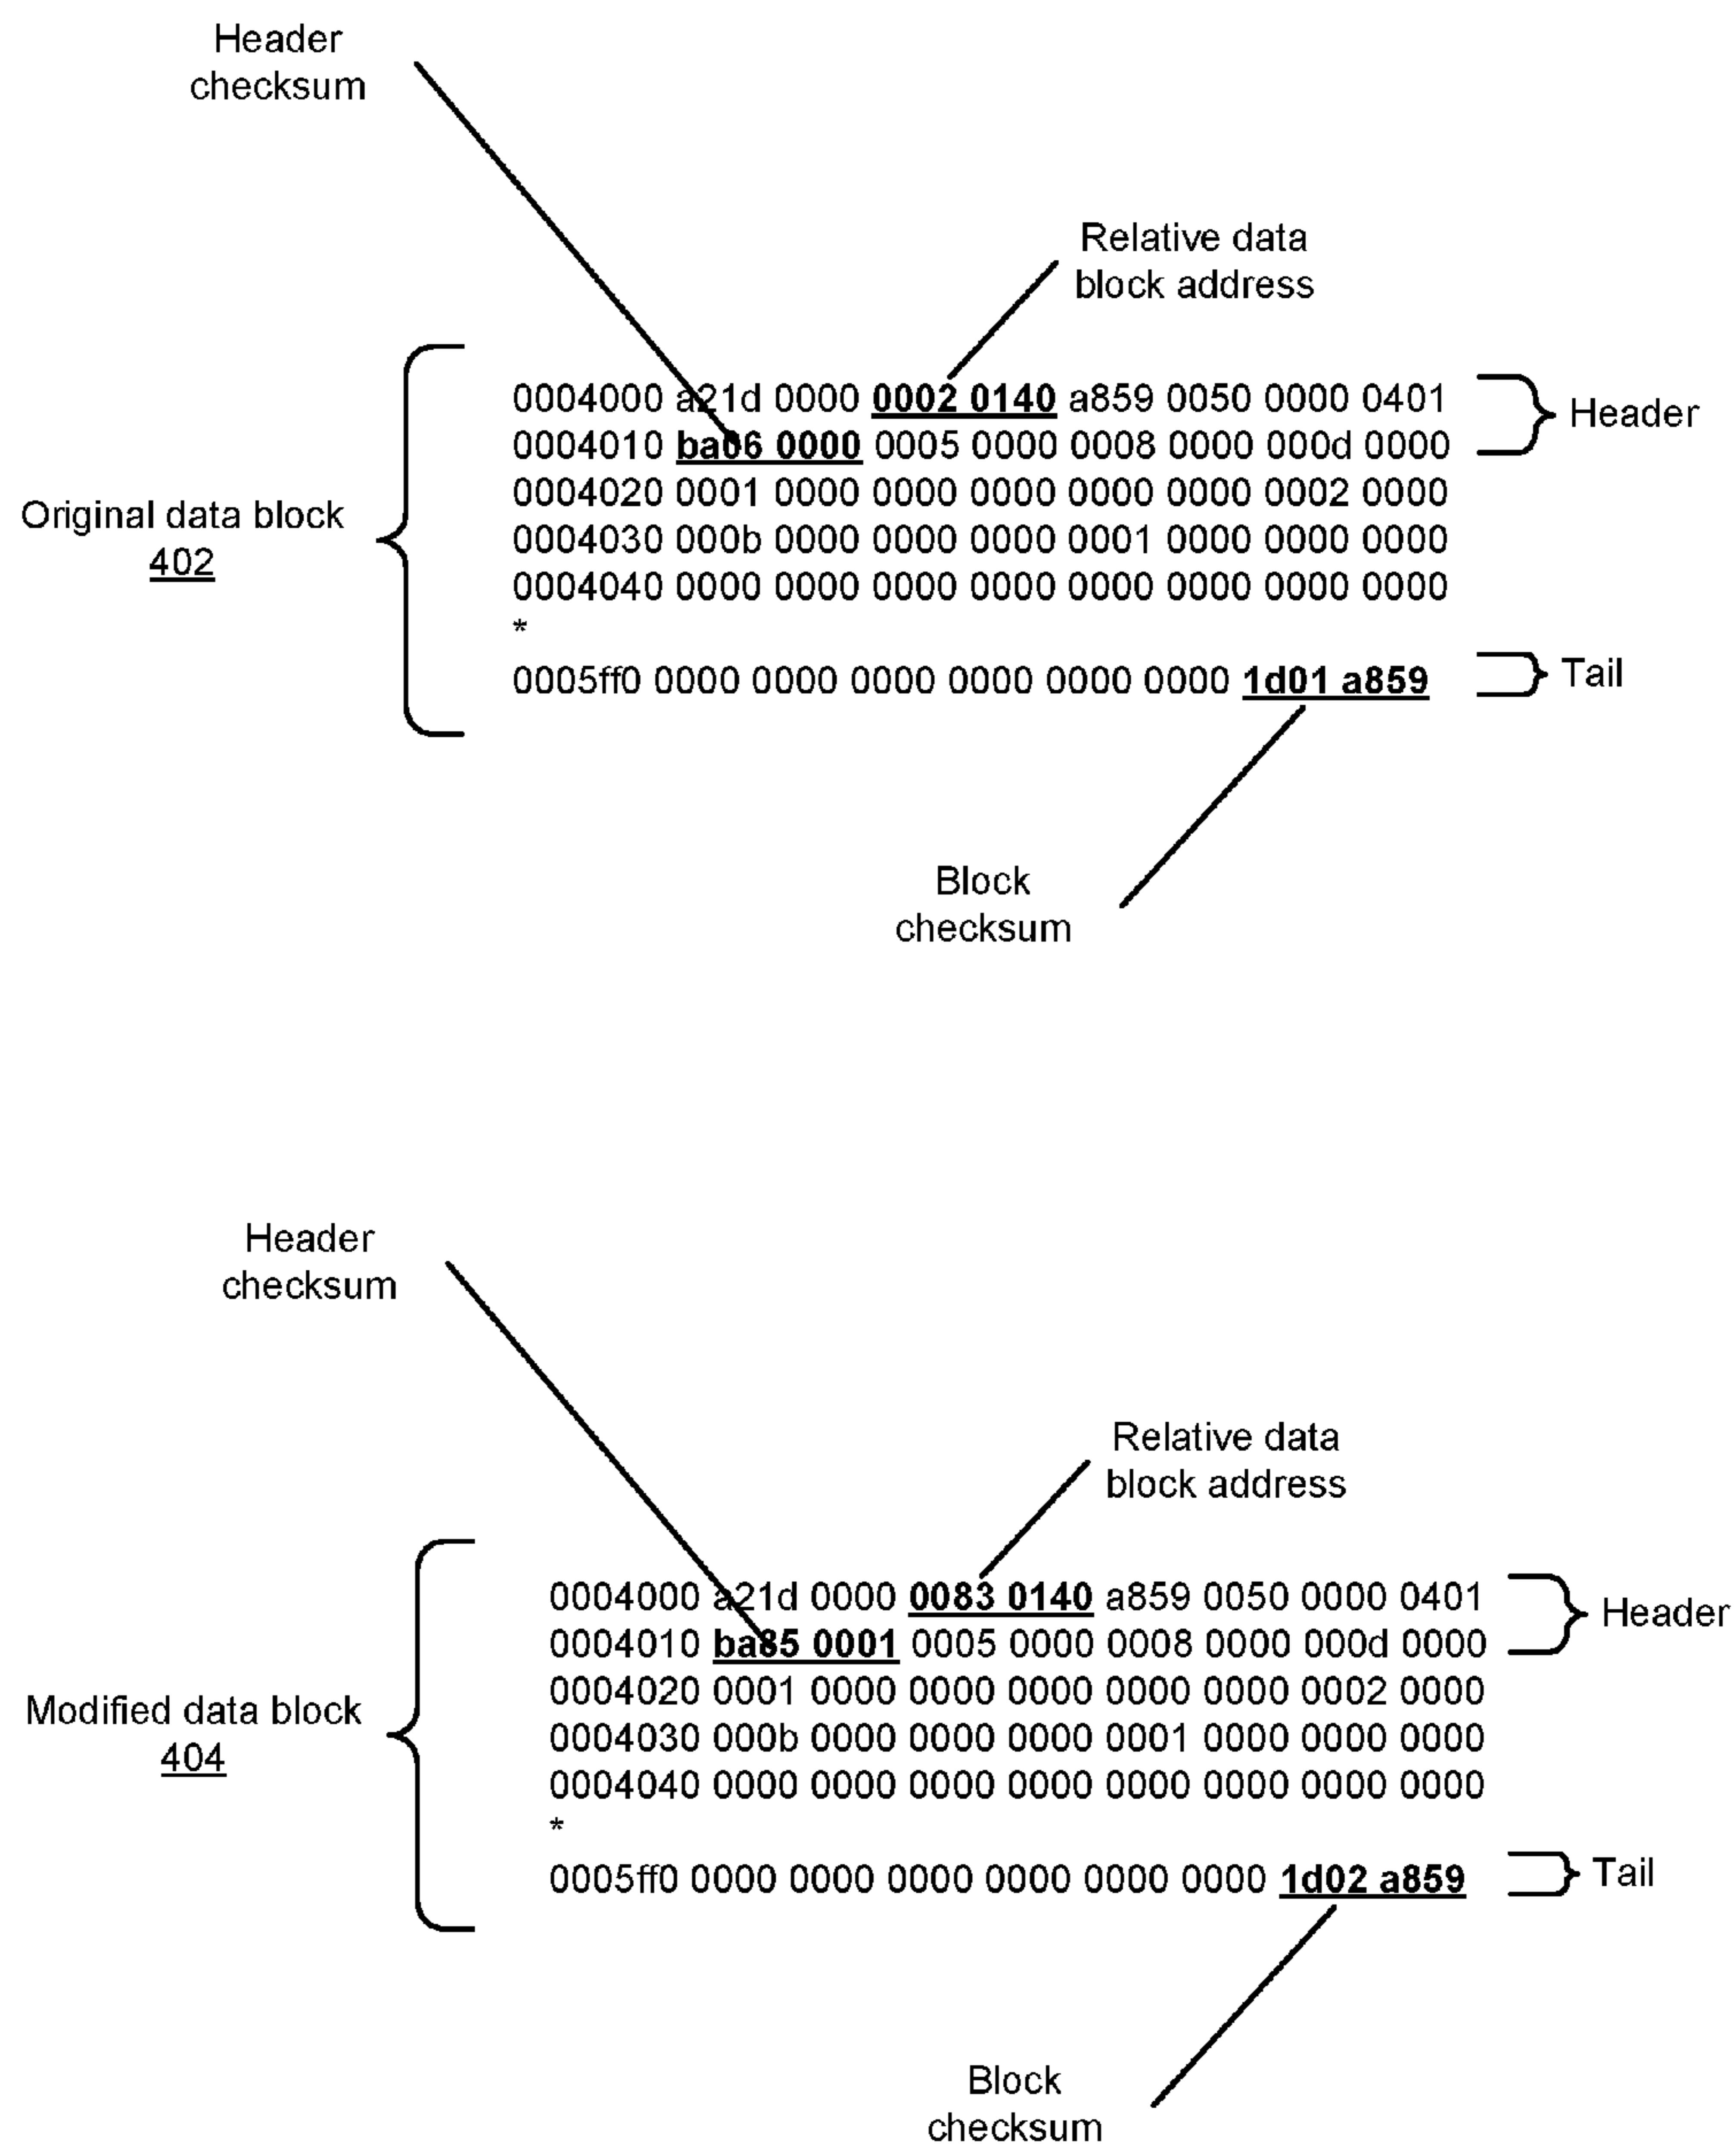 Header
checksum
Relative data
block address
0004000 a21d 0000 0002 0140 a859 0050 0000 0401
Header
0004010 ba06 0000 0005 0000 0008 0000 000d 0000
0004020 0001 0000 0000 0000 0000 0000 0002 0000
Original data block
402
0004030 000b 0000 0000 0000 0001 0000 0000 0000
0004040 0000 0000 0000 0000 0000 0000 0000 0000
*
0005ff0 0000 0000 0000 0000 0000 0000 1d01 a859
Tail
Block
checksum
Header
checksum
Relative data
block address
0004000 a21d 0000 0083 0140 a859 0050 0000 0401
Header
0004010 ba85 0001 0005 0000 0008 0000 000d 0000
0004020 0001 0000 0000 0000 0000 0000 0002 0000
Modified data block
404
0004030 000b 0000 0000 0000 0001 0000 0000 0000
0004040 0000 0000 0000 0000 0000 0000 0000 0000
*
0005ff0 0000 0000 0000 0000 0000 0000 1d02 a859
Tail
Block
checksum